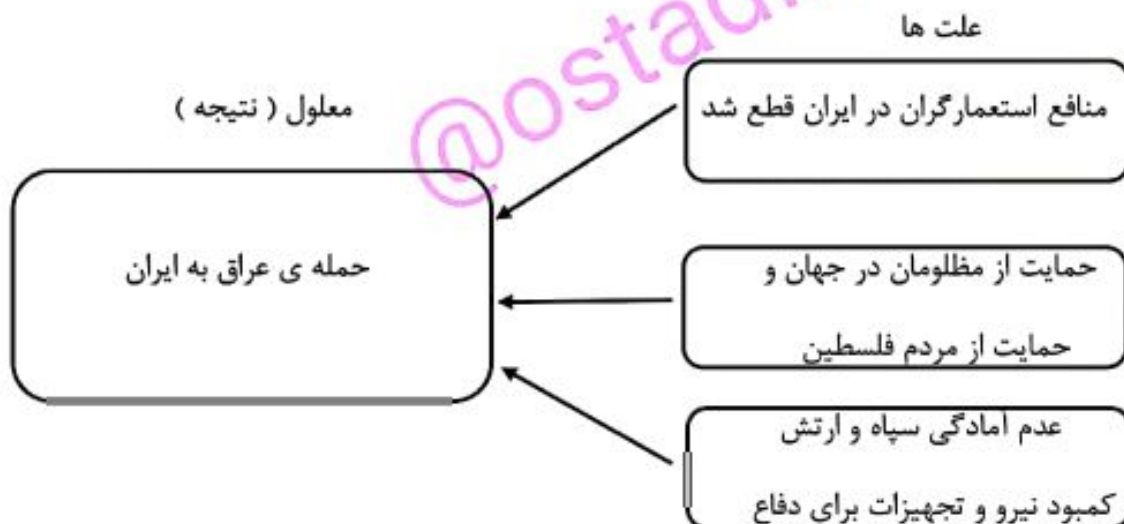 علت ها
منافع استعمارگران در ایران قطع شد
معلول ( نتیجه )
حمله ی عراق به ایران
حمایت از مظلومان در جهان و
حمایت از مردم فلسطین
عدم آمادگی سپاه و ارتش
کمبود نیرو و تجهیزات برای دفاع